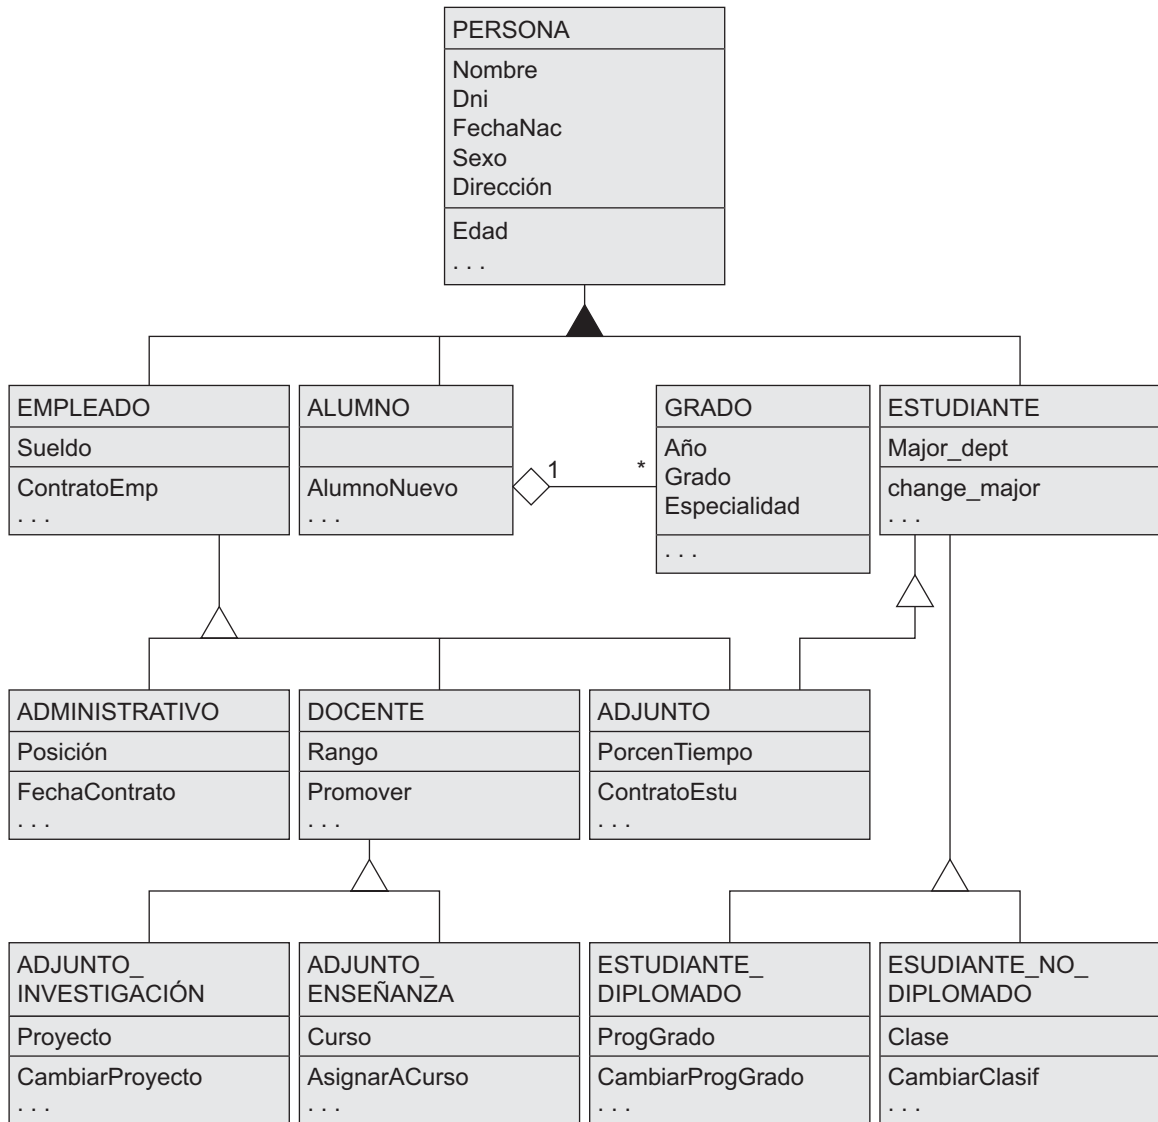 PERSONA
Nombre
Dni
FechaNac
Sexo
Dirección
Edad
. . .
EMPLEADO
Sueldo
ContratoEmp
. . .
ALUMNO
AlumnoNuevo
. . .
1
*
GRADO
Año
Grado
Especialidad
. . .
ESTUDIANTE
Major_dept
change_major
. . .
ADMINISTRATIVO
Posición
FechaContrato
. . .
DOCENTE
Rango
Promover
. . .
ADJUNTO
PorcenTiempo
ContratoEstu
. . .
ADJUNTO_
INVESTIGACIÓN
Proyecto
CambiarProyecto
. . .
ADJUNTO_
ENSEÑANZA
Curso
AsignarACurso
. . .
ESTUDIANTE_
DIPLOMADO
ProgGrado
CambiarProgGrado
. . .
ESUDIANTE_NO_
DIPLOMADO
Clase
CambiarClasif
. . .